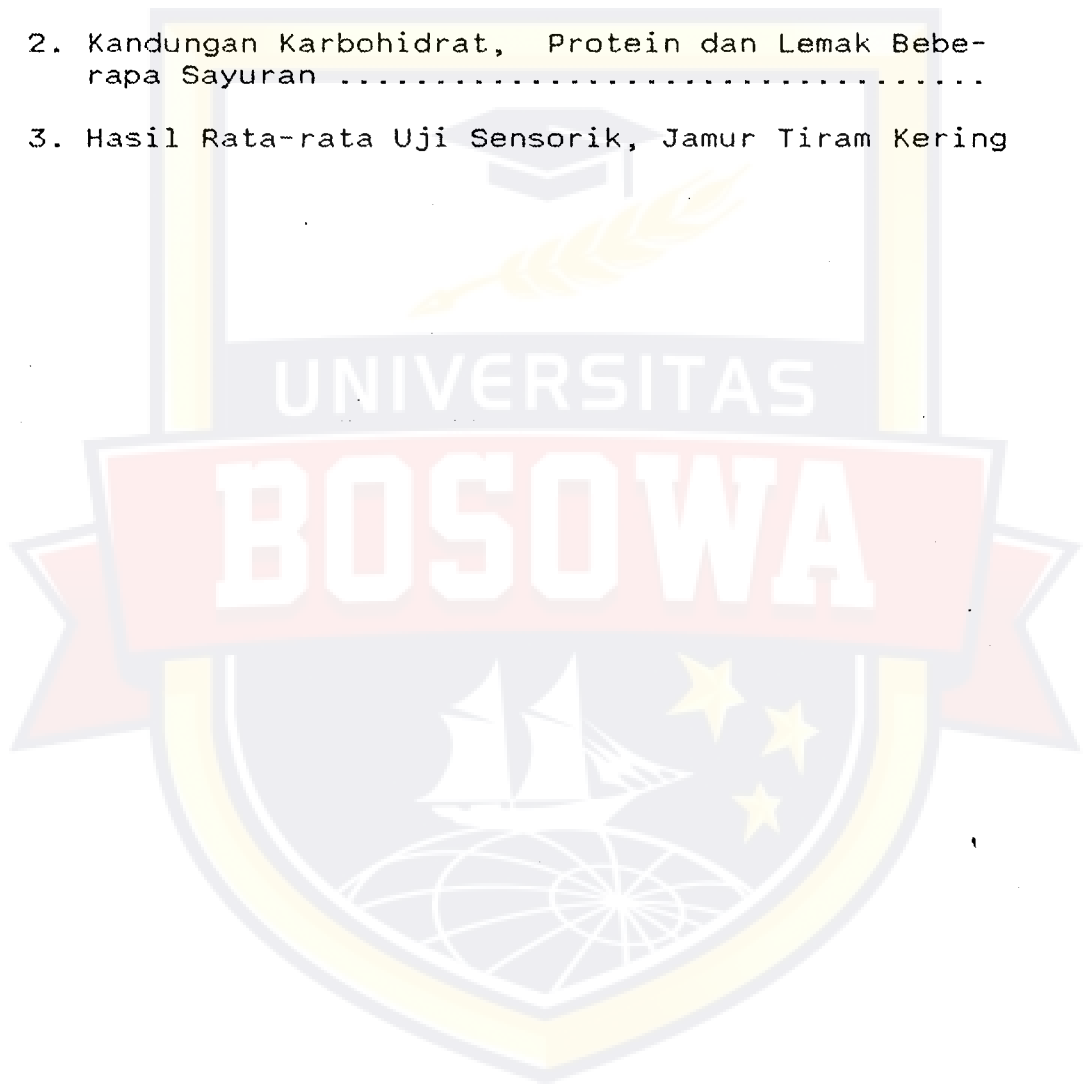 2. Kandungan Karbohidrat, Protein dan Lemak Bebe-
rapa Sayuran ..................................
3. Hasil Rata-rata Uji Sensorik, Jamur Tiram Kering
UNIVERSITAS
BOSOWA